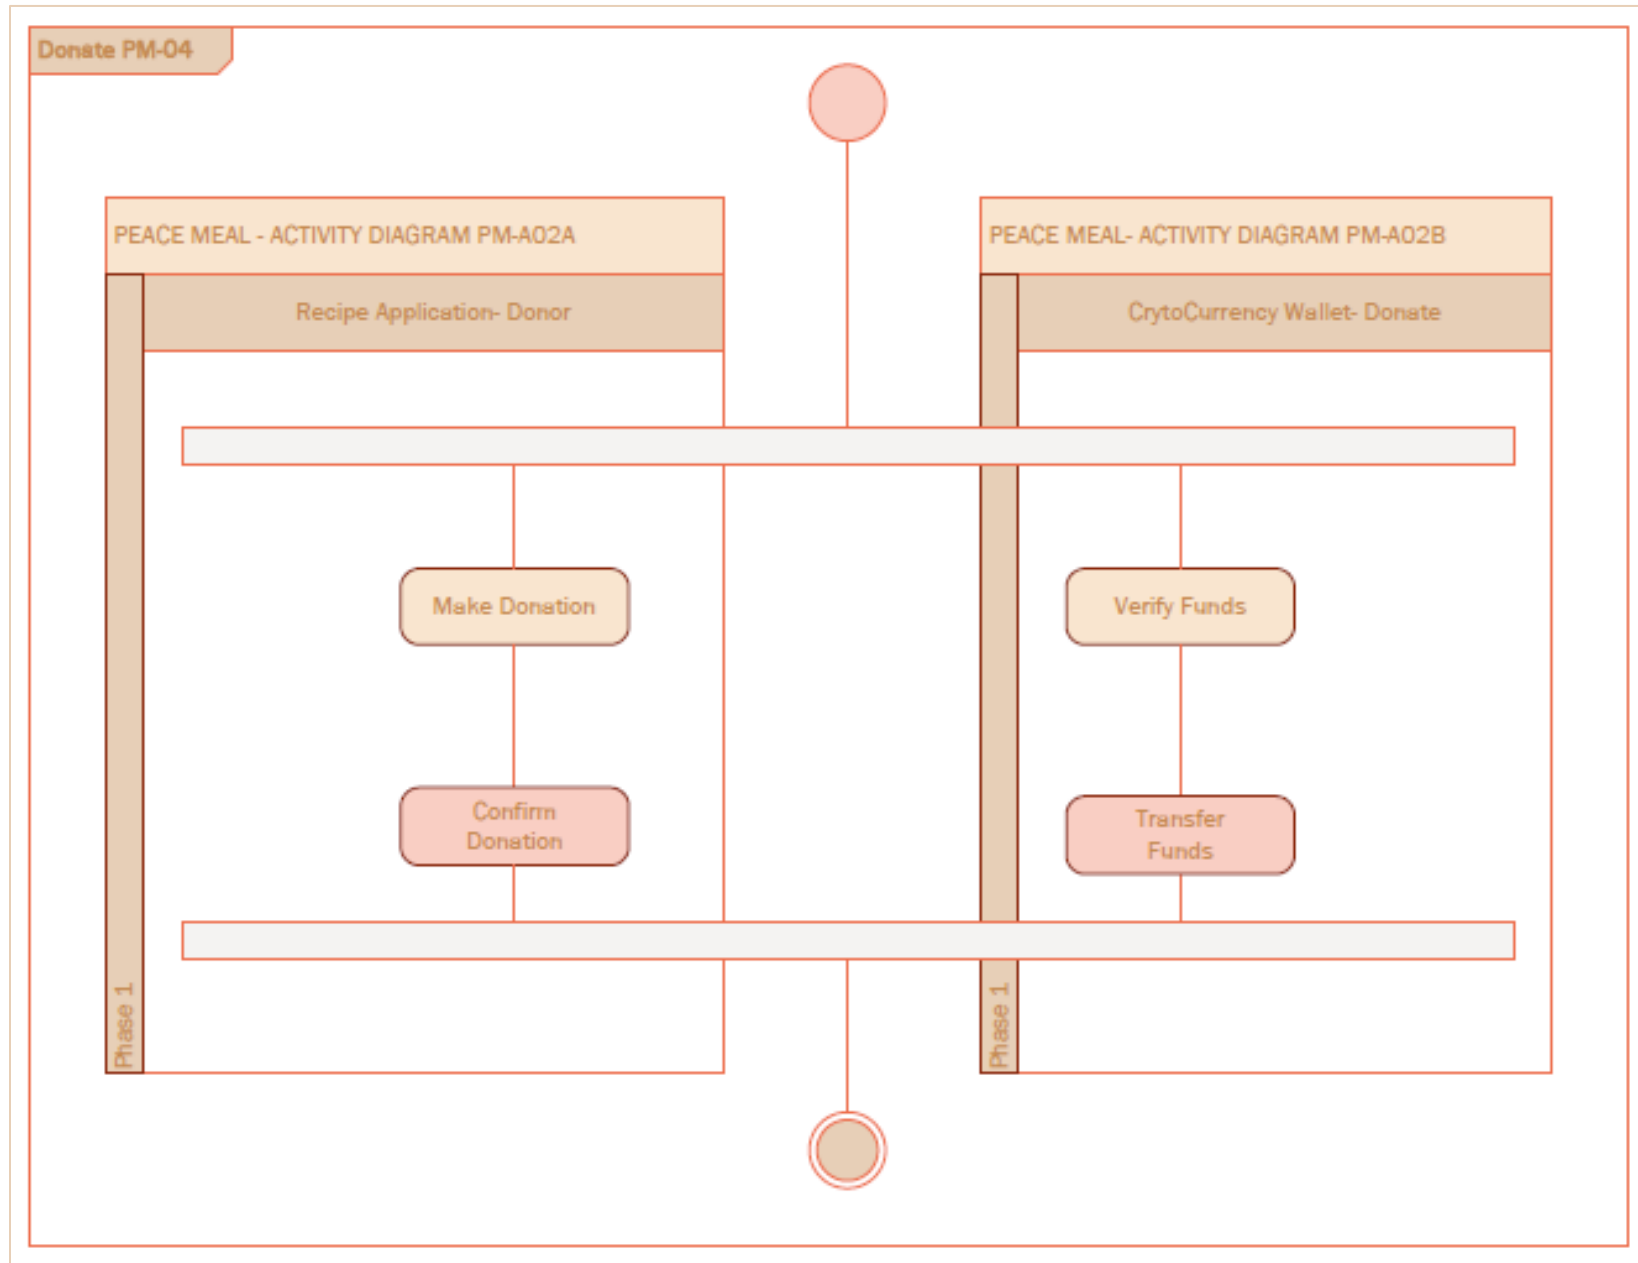 Donate PM-04
PEACE MEAL - ACTIVITY DIAGRAM PM-A02A
Recipe Application- Donor
Make Donation
Confirm
Donation
Phase 1
PEACE MEAL- ACTIVITY DIAGRAM PM-A02B
CrytoCurrency Wallet- Donate
Verify Funds
Transfer
Funds
Phase 1